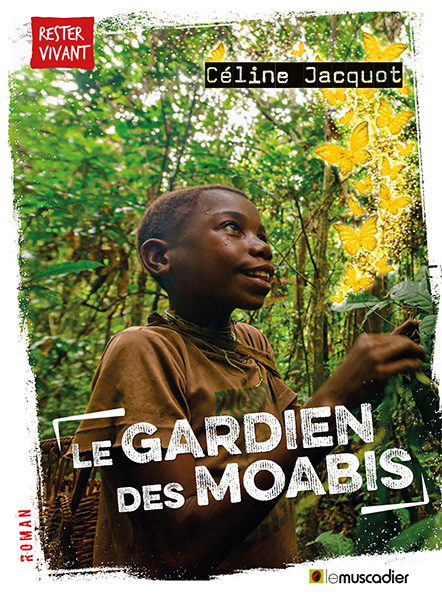 RESTER
VIVANT
Céline Jacquot
LE GARDIEN
DES MOABIS
ROMAN
lemuscadier